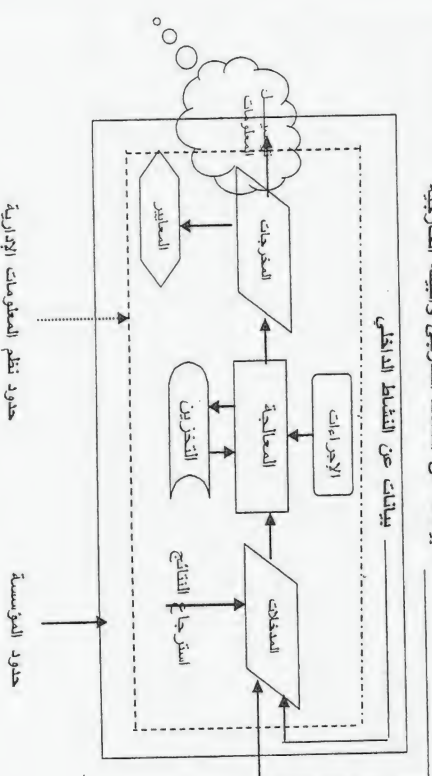 بيانات عن النشاط الداخلي
الإجراءات
المدخلات
المعالجة
المخرجات
المعلومات
التخزين
المعايير
استرجاع النتائج
حدود نظم المعلومات الإدارية
حدود المؤسسة